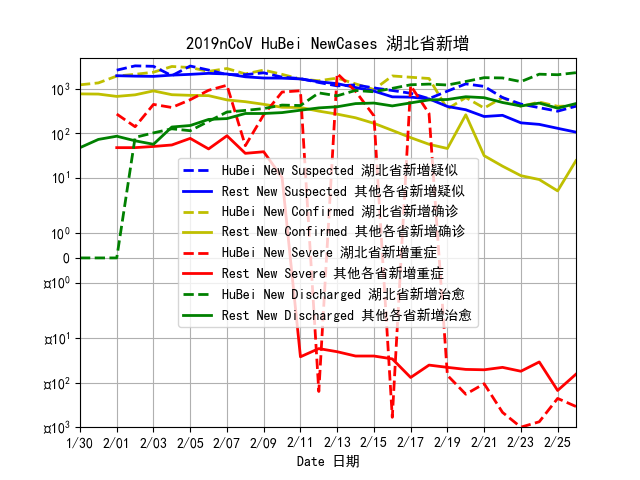 2019nCoV HuBei NewCases 湖北省新增
10³
10²
10¹
10⁰
0
¤10⁰
¤10¹
¤10²
¤10³
HuBei New Suspected 湖北省新增疑似
Rest New Suspected 其他各省新增疑似
HuBei New Confirmed 湖北省新增确诊
Rest New Confirmed 其他各省新增确诊
HuBei New Severe 湖北省新增重症
Rest New Severe 其他各省新增重症
HuBei New Discharged 湖北省新增治愈
Rest New Discharged 其他各省新增治愈
1/30 2/01 2/03 2/05 2/07 2/09 2/11 2/13 2/15 2/17 2/19 2/21 2/23 2/25
Date 日期